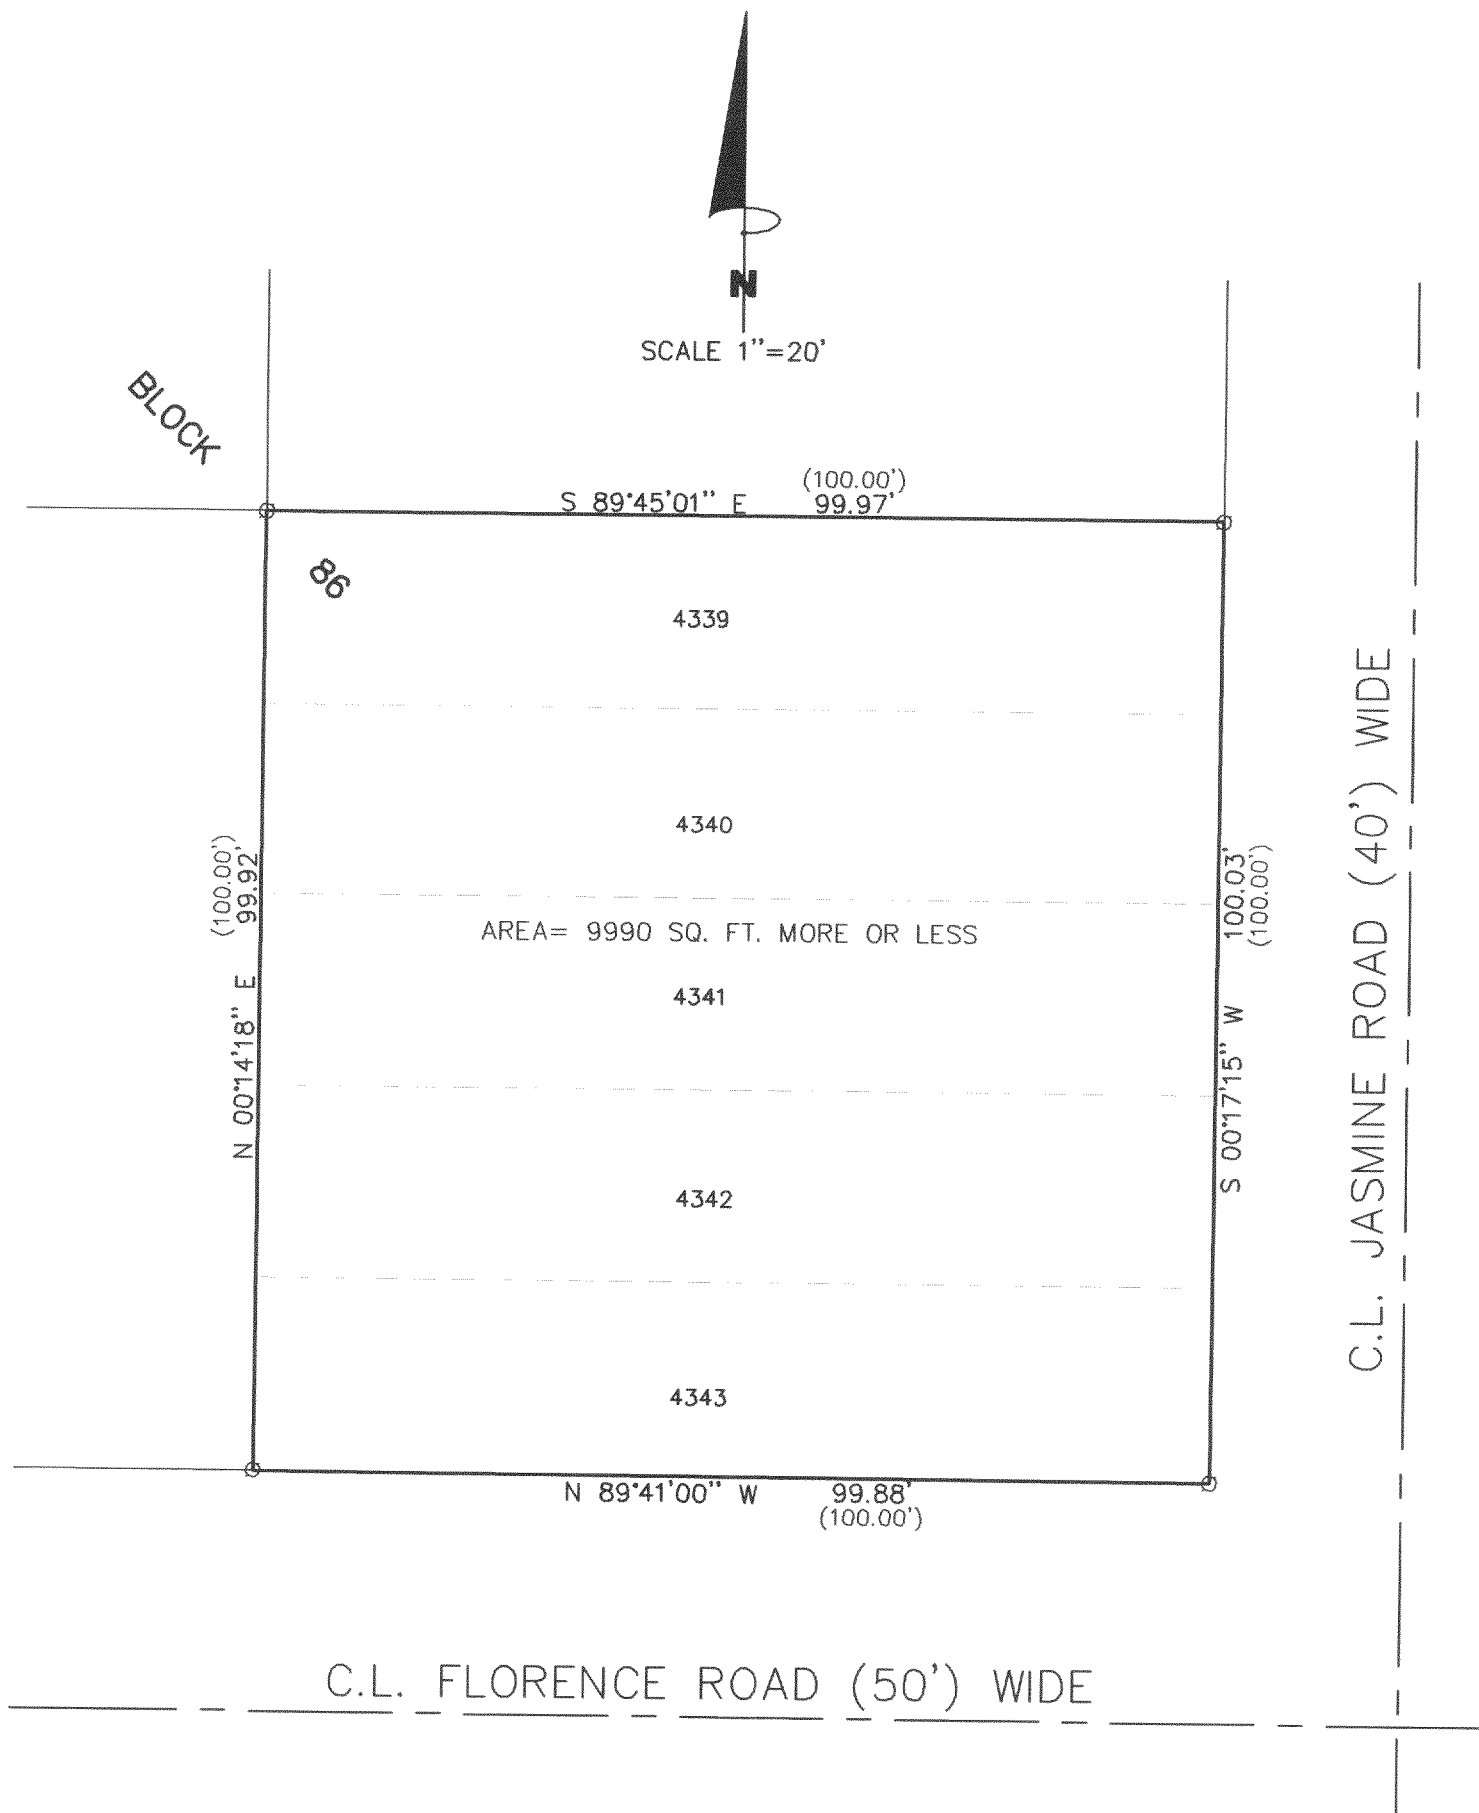 N
SCALE 1"=20'
BLOCK
86
(100.00')
S 89°45'01" E 99.97'
4339
4340
AREA= 9990 SQ. FT. MORE OR LESS
4341
4342
4343
(100.00')
N 00°14'18" E 99.92'
S 00°17'15" W 100.03'
(100.00')
N 89°41'00" W 99.88'
(100.00')
C.L. JASMINE ROAD (40') WIDE
C.L. FLORENCE ROAD (50') WIDE